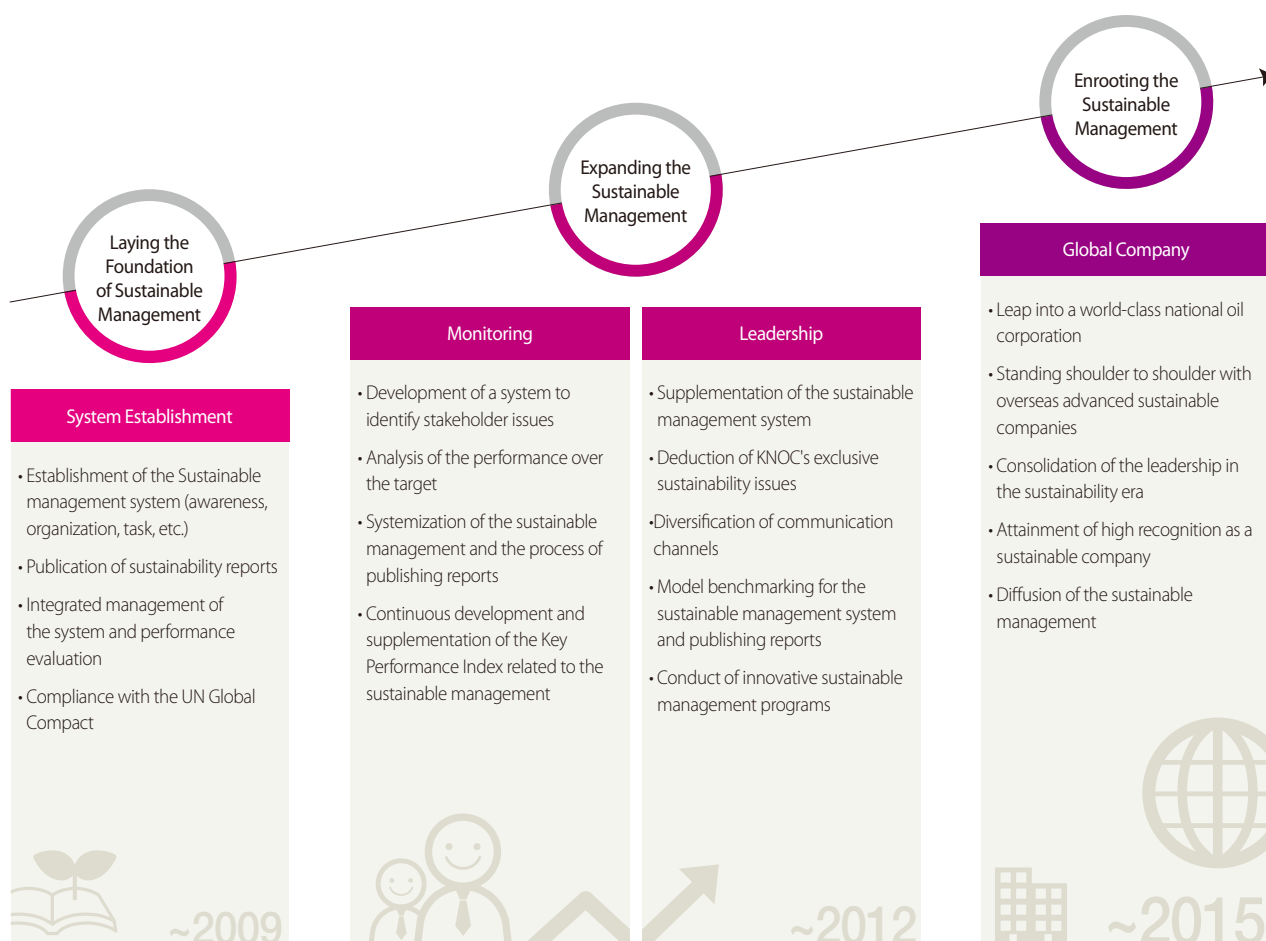 Laying the
Foundation
of Sustainable
Management
Expanding the
Sustainable
Management
Enrooting the
Sustainable
Management
System Establishment
• Establishment of the Sustainable
management system (awareness,
organization, task, etc.)
• Publication of sustainability reports
• Integrated management of
the system and performance
evaluation
• Compliance with the UN Global
Compact
~2009
Monitoring
• Development of a system to
identify stakeholder issues
• Analysis of the performance over
the target
• Systemization of the sustainable
management and the process of
publishing reports
• Continuous development and
supplementation of the Key
Performance Index related to the
sustainable management
Leadership
• Supplementation of the sustainable
management system
• Deduction of KNOC's exclusive
sustainability issues
•Diversification of communication
channels
• Model benchmarking for the
sustainable management system
and publishing reports
• Conduct of innovative sustainable
management programs
~2012
Global Company
• Leap into a world-class national oil
corporation
• Standing shoulder to shoulder with
overseas advanced sustainable
companies
• Consolidation of the leadership in
the sustainability era
• Attainment of high recognition as a
sustainable company
• Diffusion of the sustainable
management
~2015